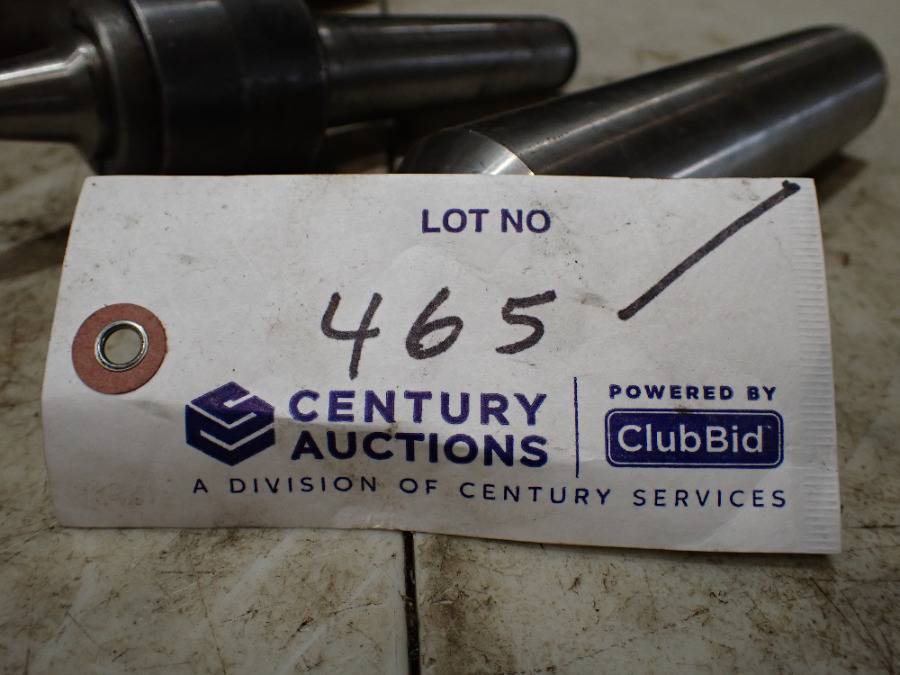 LOT NO
465 /
CENTURY
AUCTIONS
A DIVISION OF CENTURY SERVICES
POWERED BY
ClubBid